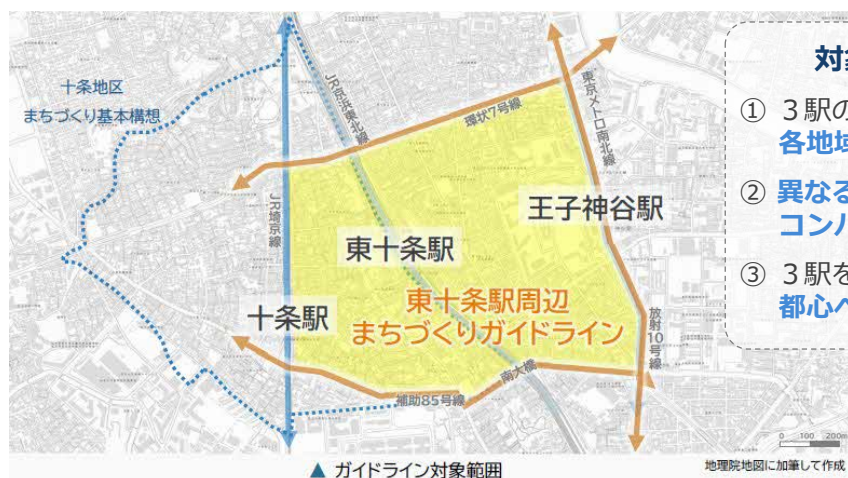 十条地区
まちづくり基本構想
JR京浜東北線
環状7号線
東京メトロ南北線
JR埼京線
王子神谷駅
東十条駅
十条駅
東十条駅周辺
まちづくりガイドライン
放射10号線
南大橋
補助85号線
対象
① 3駅の
各地域
② 異なる
コンパ
③ 3駅を
都心へ
0 100 200m
▲ ガイドライン対象範囲
地理院地図に加筆して作成